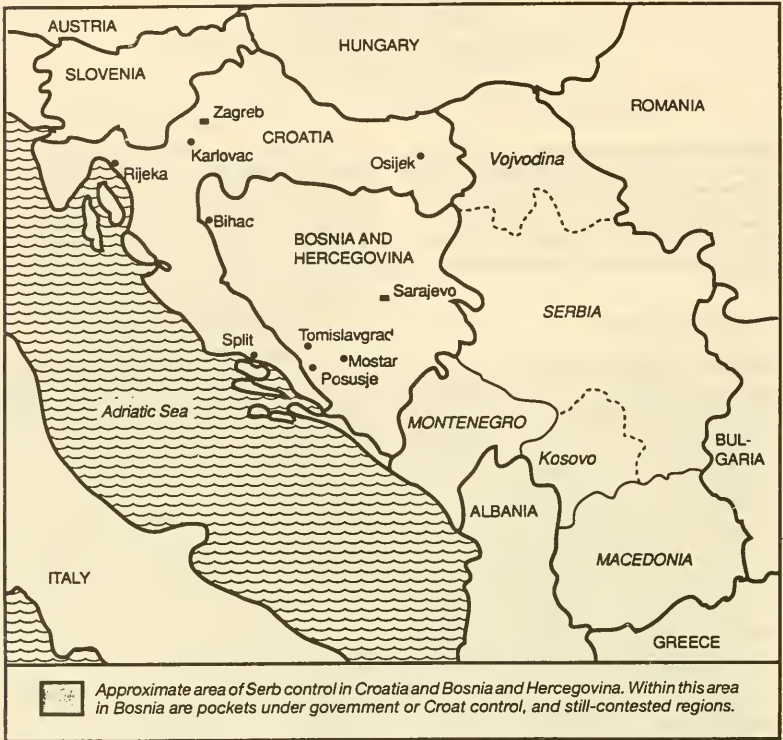 AUSTRIA
HUNGARY
SLOVENIA
ROMANIA
Zagreb
CROATIA
Karlovac
Osijek
Vojvodina
Rijeka
Bihac
BOSNIA AND
HERCEGOVINA
Sarajevo
SERBIA
Split
Tomislavgrad
Mostar
Posusje
Adriatic Sea
MONTENEGRO
Kosovo
BUL-
GARIA
ALBANIA
MACEDONIA
ITALY
GREECE
Approximate area of Serb control in Croatia and Bosnia and Hercegovina. Within this area
in Bosnia are pockets under government or Croat control, and still-contested regions.